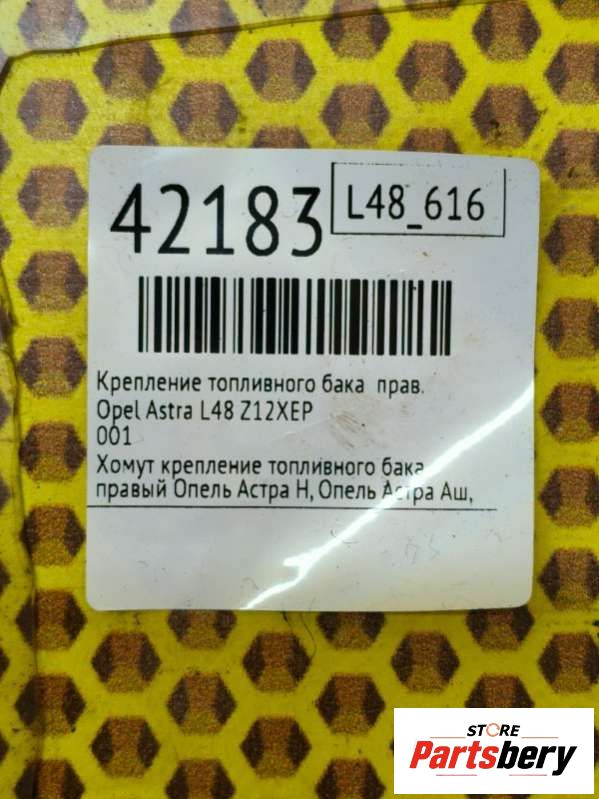 42183
L48_616
Крепление топливного бака прав.
Opel Astra L48 Z12XEP
001
Хомут крепление топливного бака
правый Опель Астра Н, Опель Астра Аш,
STORE
Partsbery